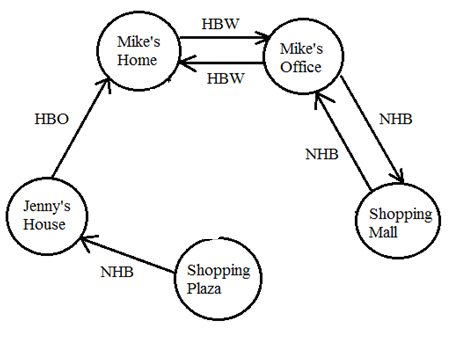 HBW
Mike's
Home
Mike's
Office
HBW
HBO
NHB
NHB
Jenny's
House
Shopping
Mall
NHB
Shopping
Plaza